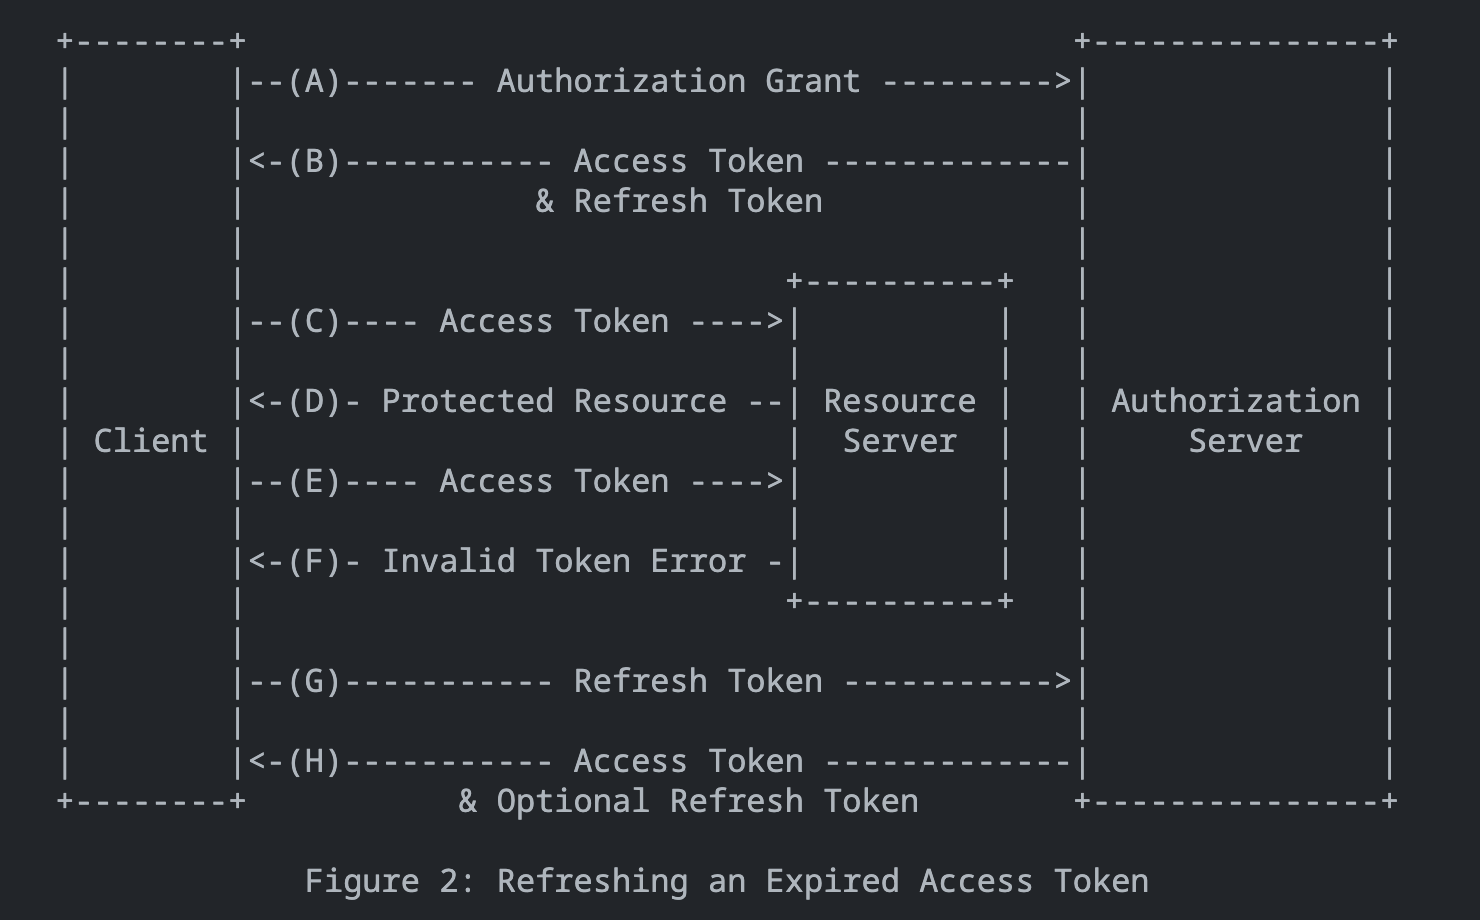 +--------+                                           +---------------+
|        |--(A)------- Authorization Grant --------->|               |
|        |                                           |               |
|        |<-(B)----------- Access Token -------------|               |
|        |               & Refresh Token             |               |
|        |                                           |               |
|        |                            +----------+   |               |
|        |--(C)---- Access Token ---->|          |   |               |
|        |                            |          |   |               |
|        |<-(D)- Protected Resource --| Resource |   | Authorization |
| Client |                            |  Server  |   |     Server    |
|        |--(E)---- Access Token ---->|          |   |               |
|        |                            |          |   |               |
|        |<-(F)- Invalid Token Error -|          |   |               |
|        |                            +----------+   |               |
|        |                                           |               |
|        |--(G)----------- Refresh Token ----------->|               |
|        |                                           |               |
|        |<-(H)----------- Access Token -------------|               |
+--------+           & Optional Refresh Token        +---------------+

             Figure 2: Refreshing an Expired Access Token